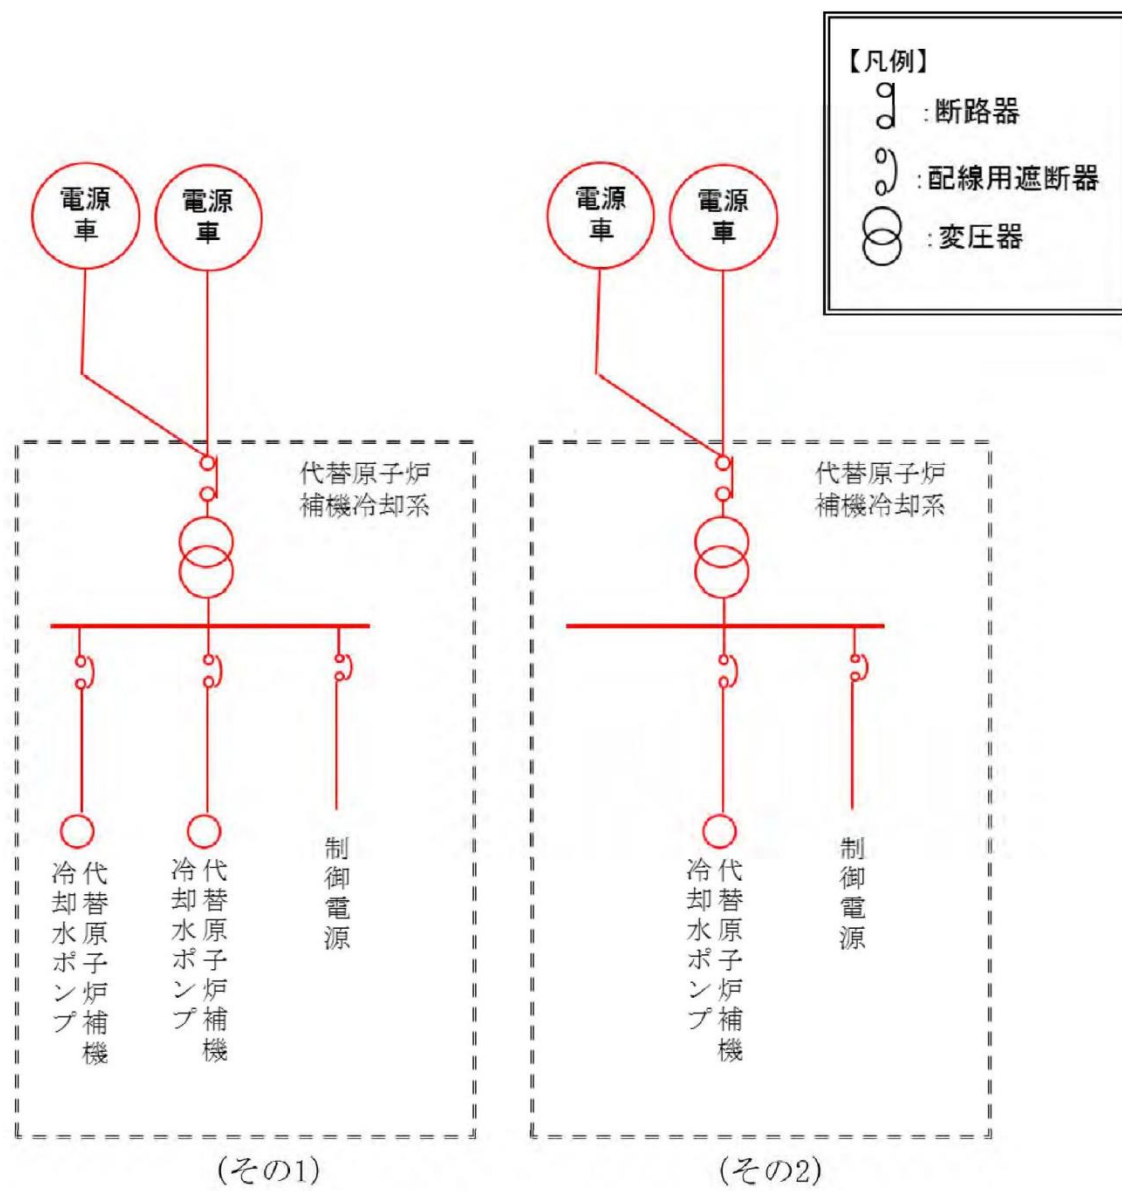 【凡例】
:断路器
:配線用遮断器
:変圧器
電源
車
電源
車
電源
車
電源
車
代替原子炉
補機冷却系
代替原子炉
補機冷却系
代替原子炉補機
冷却水ポンプ
代替原子炉補機
冷却水ポンプ
制御電源
代替原子炉補機
冷却水ポンプ
制御電源
(その1)
(その2)